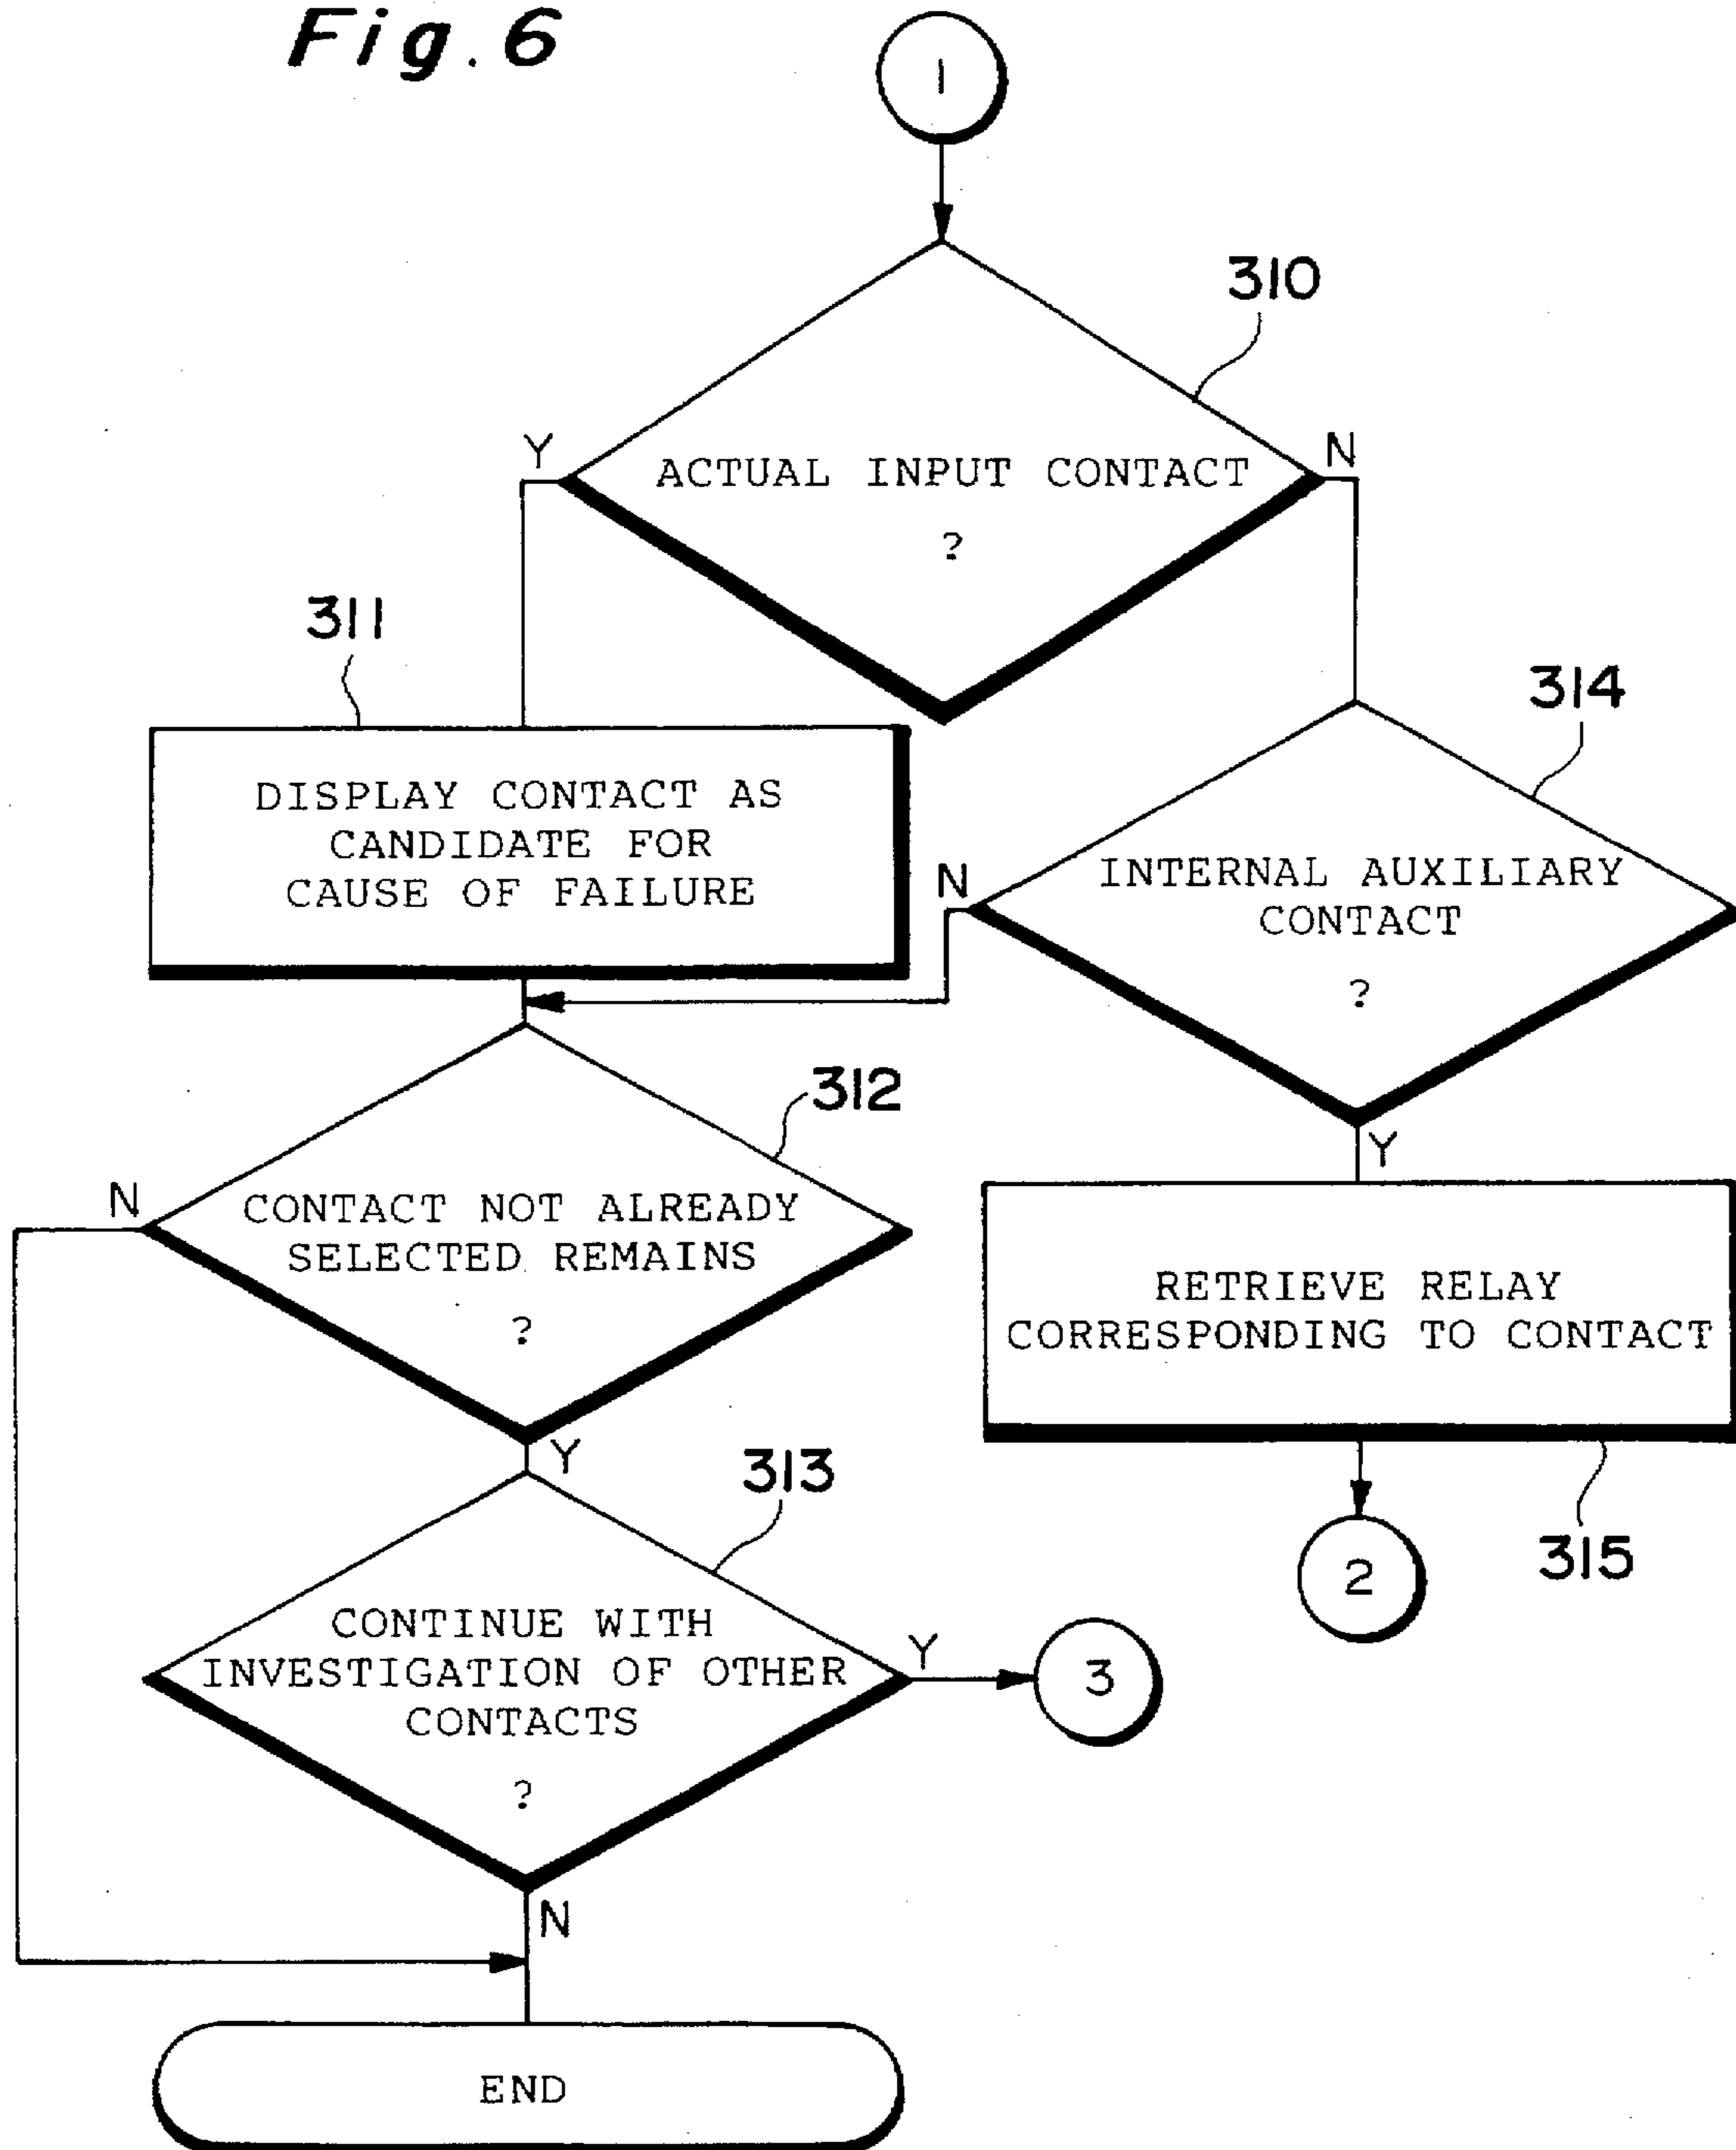 Fig. 6
1
310
Y
ACTUAL INPUT CONTACT
N
?
311
314
DISPLAY CONTACT AS
CANDIDATE FOR
CAUSE OF FAILURE
N
INTERNAL AUXILIARY
CONTACT
?
312
Y
N
CONTACT NOT ALREADY
SELECTED REMAINS
?
RETRIEVE RELAY
CORRESPONDING TO CONTACT
Y
313
315
2
CONTINUE WITH
INVESTIGATION OF OTHER
CONTACTS
?
Y
3
N
END